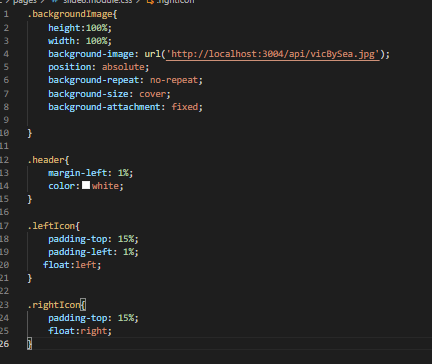 pages > slideB.module.css > .rightIcon
1 .backgroundImage{
2 height:100%;
3 width: 100%;
4 background-image: url('http://localhost:3004/api/vicBySea.jpg');
5 position: absolute;
6 background-repeat: no-repeat;
7 background-size: cover;
8 background-attachment: fixed;
9
10 }
11
12 .header{
13 margin-left: 1%;
14 color: white;
15 }
16
17 .leftIcon{
18 padding-top: 15%;
19 padding-left: 1%;
20 float:left;
21 }
22
23 .rightIcon{
24 padding-top: 15%;
25 float:right;
26 }